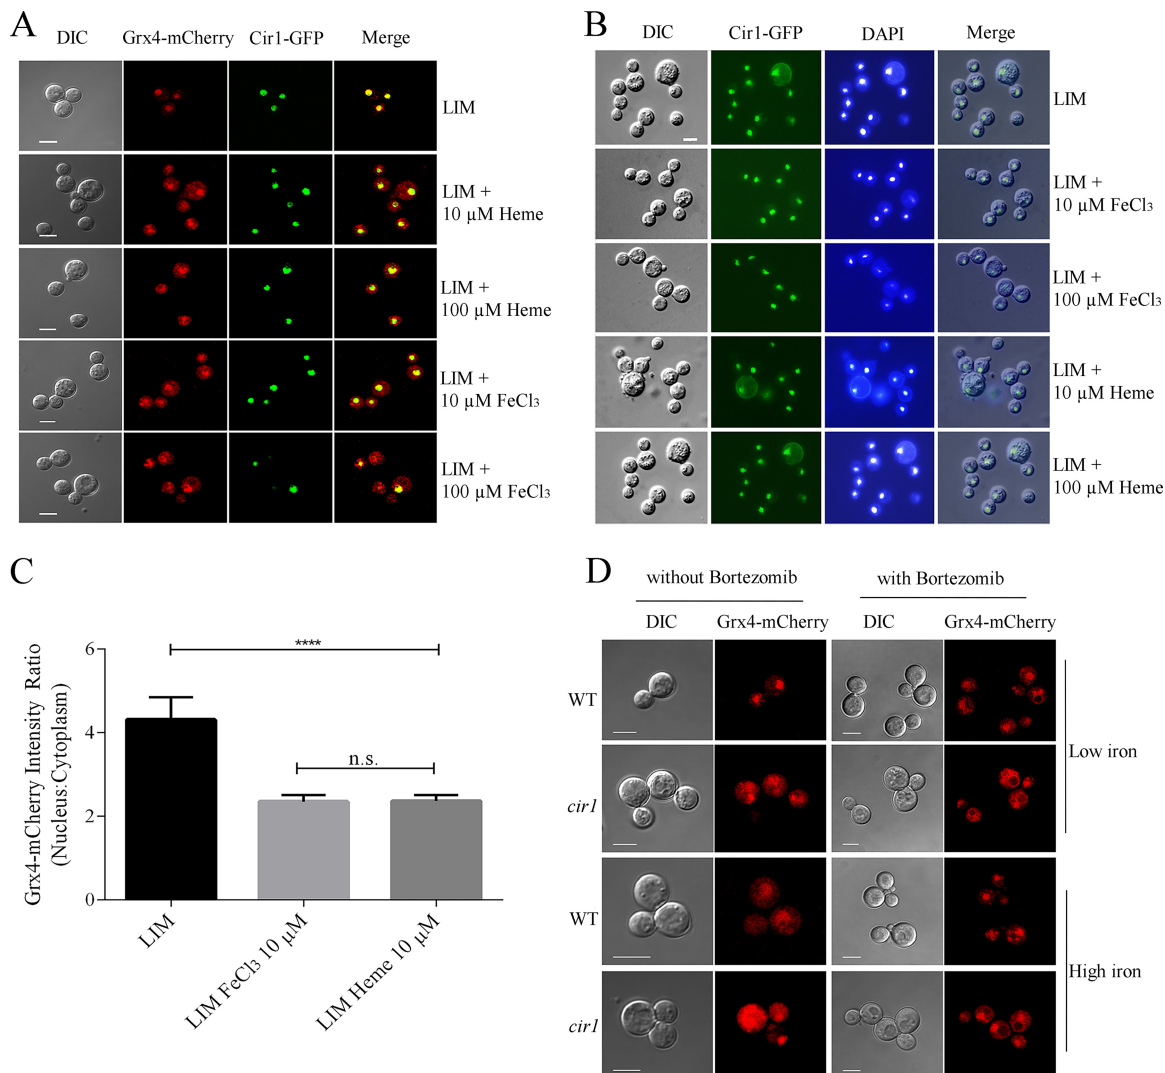 A
DIC Grx4-mCherry Cir1-GFP Merge
LIM
LIM +
10 µM Heme
LIM +
100 µM Heme
LIM +
10 µM FeCl₃
LIM +
100 µM FeCl₃
B
DIC Cir1-GFP DAPI Merge
LIM
LIM +
10 µM FeCl₃
LIM +
100 µM FeCl₃
LIM +
10 µM Heme
LIM +
100 µM Heme
C
Grx4-mCherry Intensity Ratio
(Nucleus:Cytoplasm)
6
4
2
0
****
n.s.
LIM
LIM FeCl₃ 10 µM
LIM Heme 10 µM
D
without Bortezomib with Bortezomib
DIC Grx4-mCherry DIC Grx4-mCherry
WT
cir1
Low iron
WT
cir1
High iron